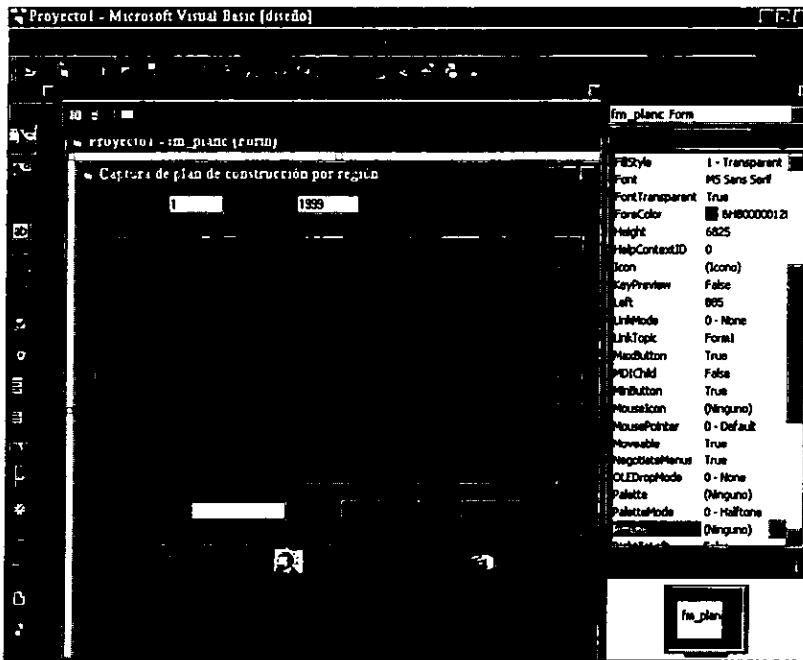 Proyecto1 - Microsoft Visual Basic [diseño]
fm_planc Form
Proyecto1 - fm_planc (Form)
Captura de plan de construcción por región
1 1999
FillStyle 1 - Transparent
Font MS Sans Serif
FontTransparent True
ForeColor &H80000012&
Height 6825
HelpContextID 0
Icon (Icono)
KeyPreview False
Left 885
LinkMode 0 - None
LinkTopic Form1
MaxButton True
MDIChild False
MinButton True
MouseIcon (Ninguno)
MousePointer 0 - Default
Moveable True
NegotiateMenus True
OLEDropMode 0 - None
Palette (Ninguno)
PaletteMode 0 - Halftone
(Ninguno)
fm_planc